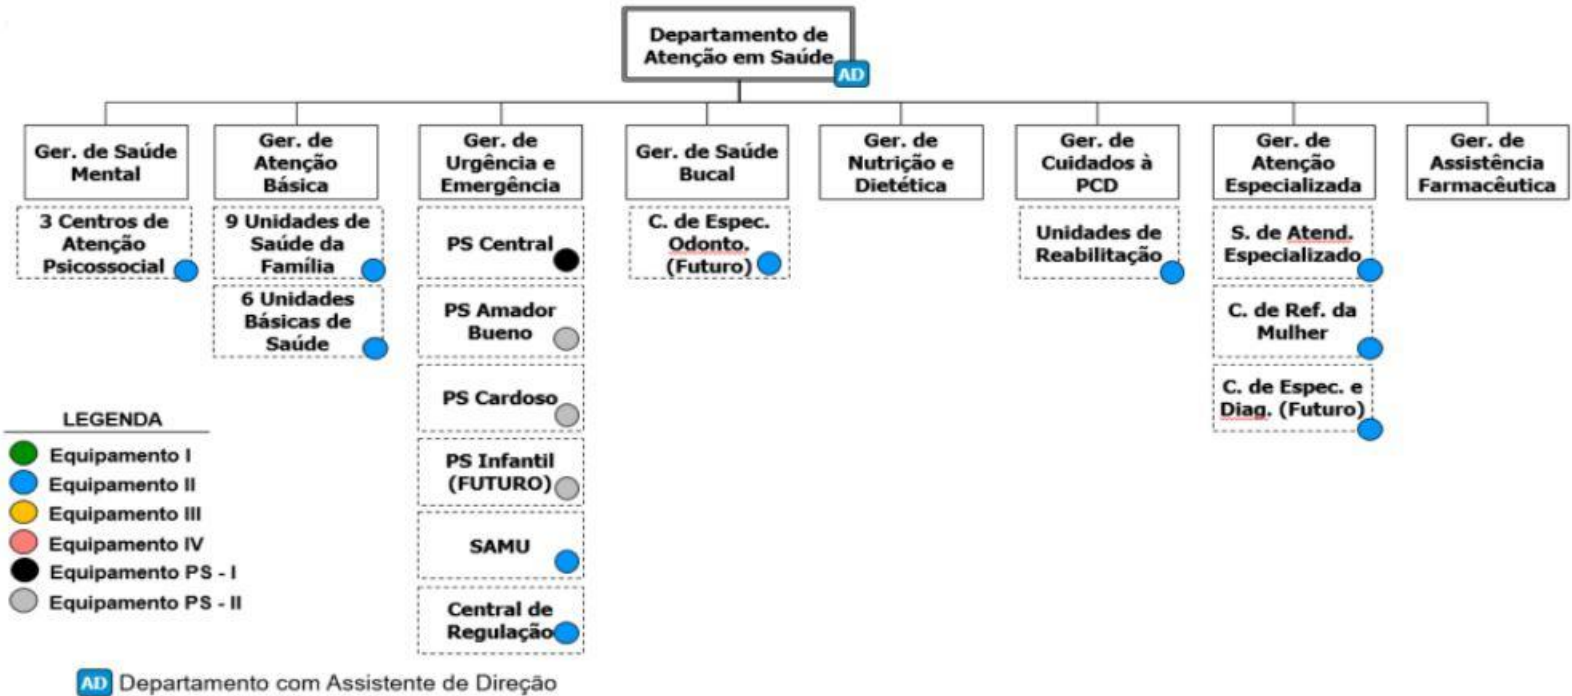 Departamento de
Atenção em Saúde
AD
Ger. de Saúde
Mental
3 Centros de
Atenção
Psicossocial
Ger. de
Atenção
Básica
9 Unidades de
Saúde da
Família
6 Unidades
Básicas de
Saúde
Ger. de
Urgência e
Emergência
PS Central
PS Amador
Bueno
PS Cardoso
PS Infantil
(FUTURO)
SAMU
Central de
Regulação
Ger. de Saúde
Bucal
C. de Espec.
Odonto.
(Futuro)
Ger. de
Nutrição e
Dietética
Ger. de
Cuidados à
PCD
Unidades de
Reabilitação
Ger. de
Atenção
Especializada
S. de Atend.
Especializado
C. de Ref. da
Mulher
C. de Espec. e
Diag. (Futuro)
Ger. de
Assistência
Farmacêutica
LEGENDA
Equipamento I
Equipamento II
Equipamento III
Equipamento IV
Equipamento PS - I
Equipamento PS - II
AD Departamento com Assistente de Direção